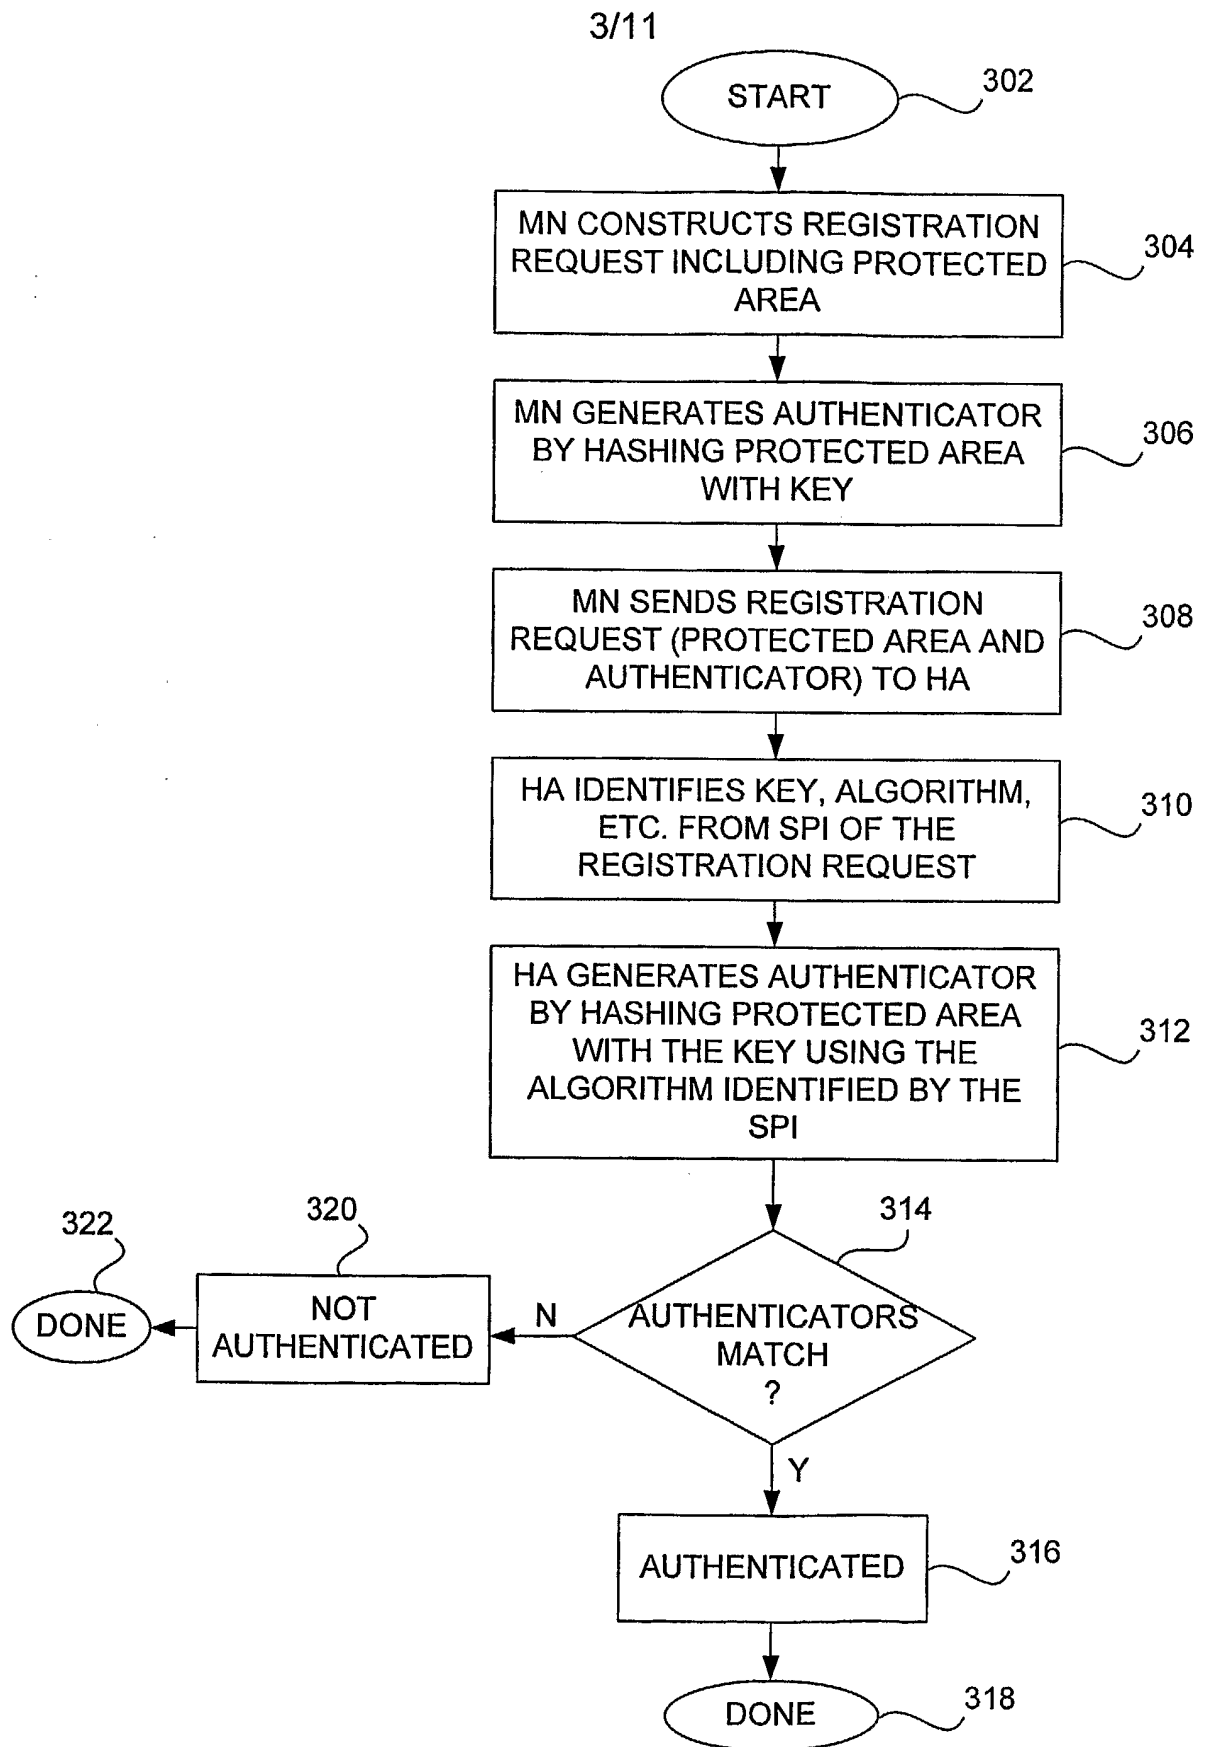 3/11
START
302
MN CONSTRUCTS REGISTRATION
REQUEST INCLUDING PROTECTED
AREA
304
MN GENERATES AUTHENTICATOR
BY HASHING PROTECTED AREA
WITH KEY
306
MN SENDS REGISTRATION
REQUEST (PROTECTED AREA AND
AUTHENTICATOR) TO HA
308
HA IDENTIFIES KEY, ALGORITHM,
ETC. FROM SPI OF THE
REGISTRATION REQUEST
310
HA GENERATES AUTHENTICATOR
BY HASHING PROTECTED AREA
WITH THE KEY USING THE
ALGORITHM IDENTIFIED BY THE
SPI
312
314
AUTHENTICATORS
MATCH
?
N
320
NOT
AUTHENTICATED
322
DONE
Y
AUTHENTICATED
316
DONE
318